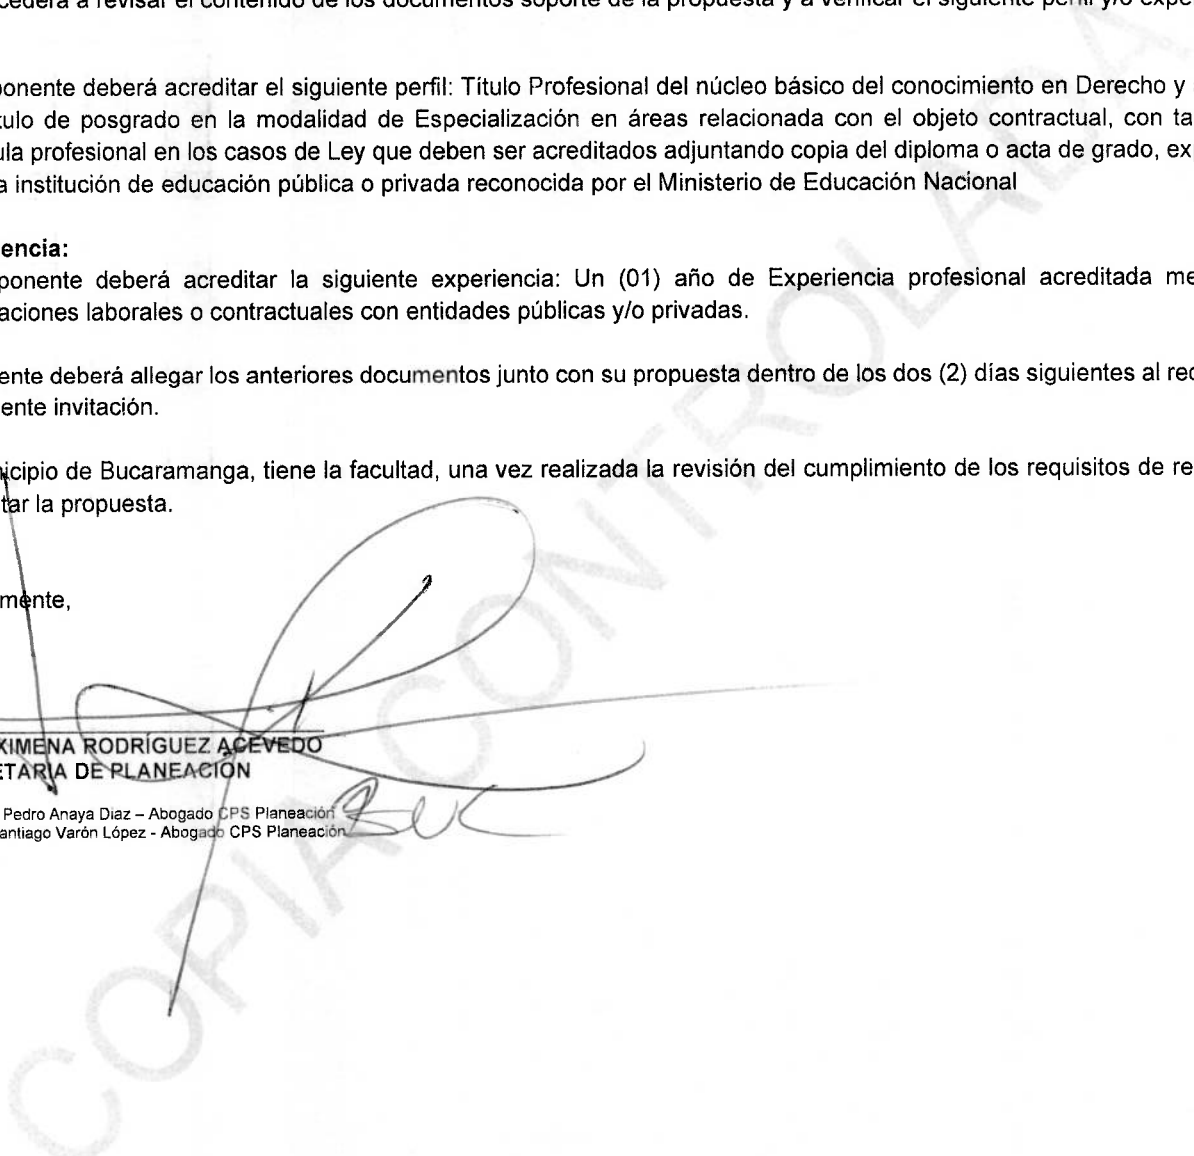 cederá a revisar el contenido de los documentos soporte de la propuesta y a verificar el siguiente perfil y/o expe
ponente deberá acreditar el siguiente perfil: Título Profesional del núcleo básico del conocimiento en Derecho y
tulo de posgrado en la modalidad de Especialización en áreas relacionada con el objeto contractual, con ta
ula profesional en los casos de Ley que deben ser acreditados adjuntando copia del diploma o acta de grado, ex
a institución de educación pública o privada reconocida por el Ministerio de Educación Nacional
encia:
ponente deberá acreditar la siguiente experiencia: Un (01) año de Experiencia profesional acreditada me
aciones laborales o contractuales con entidades públicas y/o privadas.
ente deberá allegar los anteriores documentos junto con su propuesta dentro de los dos (2) días siguientes al rec
ente invitación.
icipio de Bucaramanga, tiene la facultad, una vez realizada la revisión del cumplimiento de los requisitos de re
tar la propuesta.
mente,
XIMENA RODRÍGUEZ ACEVEDO
ETARIA DE PLANEACIÓN
Pedro Anaya Diaz – Abogado CPS Planeación
antiago Varón López - Abogado CPS Planeación
COPIA CONTROLADA